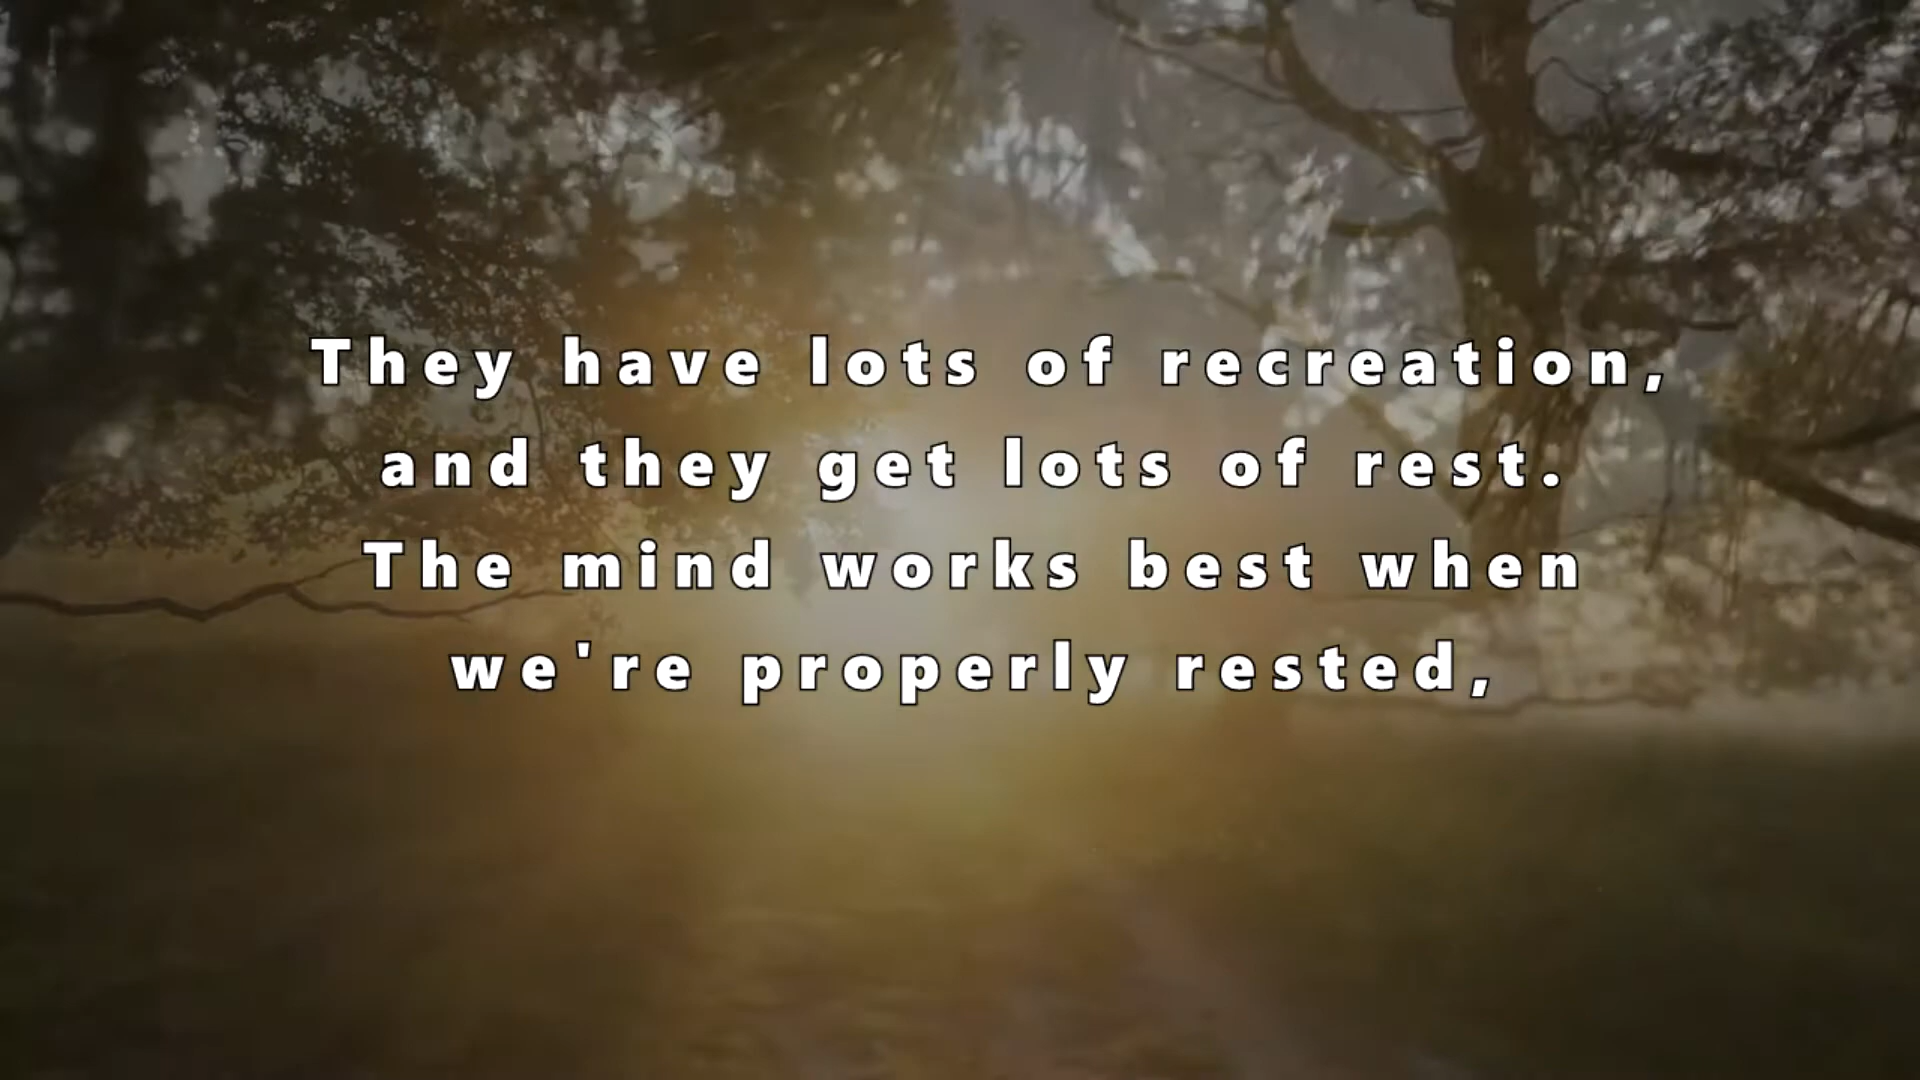 They have lots of recreation,
and they get lots of rest.
The mind works best when
we're properly rested,